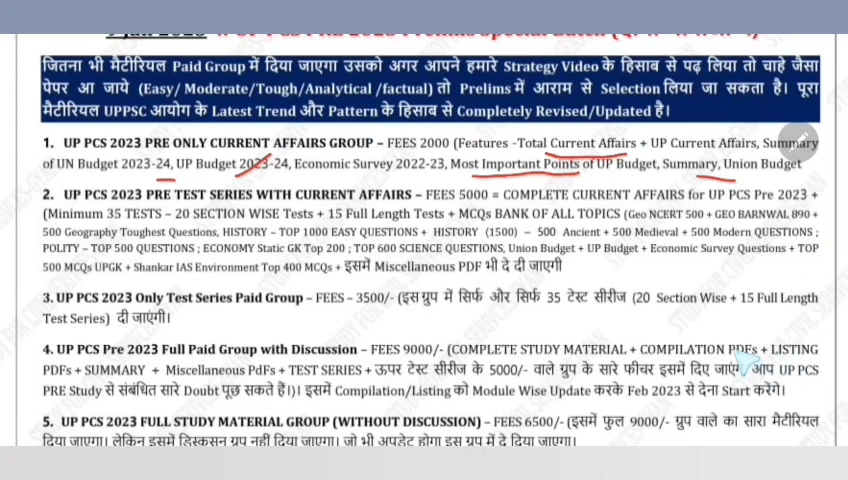 जितना भी मैटीरियल Paid Group में दिया जाएगा उसको अगर आपने हमारे Strategy Video के हिसाब से पढ़ लिया तो चाहे जैसा
पेपर आ जाये (Easy/ Moderate/Tough/Analytical /factual) तो Prelims में आराम से Selection लिया जा सकता है। पूरा
मैटीरियल UPPSC आयोग के Latest Trend और Pattern के हिसाब से Completely Revised/Updated है।
1. UP PCS 2023 PRE ONLY CURRENT AFFAIRS GROUP – FEES 2000 (Features -Total Current Affairs + UP Current Affairs, Summary
of UN Budget 2023-24, UP Budget 2023-24, Economic Survey 2022-23, Most Important Points of UP Budget, Summary, Union Budget
2. UP PCS 2023 PRE TEST SERIES WITH CURRENT AFFAIRS – FEES 5000 = COMPLETE CURRENT AFFAIRS for UP PCS Pre 2023 +
(Minimum 35 TESTS – 20 SECTION WISE Tests + 15 Full Length Tests + MCQs BANK OF ALL TOPICS (Geo NCERT 500 + GEO BARNWAL 890 +
500 Geography Toughest Questions, HISTORY – TOP 1000 EASY QUESTIONS + HISTORY (1500) – 500 Ancient + 500 Medieval + 500 Modern QUESTIONS ;
POLITY – TOP 500 QUESTIONS ; ECONOMY Static GK Top 200 ; TOP 600 SCIENCE QUESTIONS, Union Budget + UP Budget + Economic Survey Questions + TOP
500 MCQs UPGK + Shankar IAS Environment Top 400 MCQs + इसमें Miscellaneous PDF भी दे दी जाएगी
3. UP PCS 2023 Only Test Series Paid Group – FEES – 3500/- (इस ग्रुप में सिर्फ और सिर्फ 35 टेस्ट सीरीज (20 Section Wise + 15 Full Length
Test Series) दी जाएंगी।
4. UP PCS Pre 2023 Full Paid Group with Discussion – FEES 9000/- (COMPLETE STUDY MATERIAL + COMPILATION PDFs + LISTING
PDFs + SUMMARY + Miscellaneous PdFs + TEST SERIES + ऊपर टेस्ट सीरीज के 5000/- वाले ग्रुप के सारे फीचर इसमें दिए जाएंगे/ आप UP PCS
PRE Study से संबंधित सारे Doubt पूछ सकते हैं।)। इसमें Compilation/Listing को Module Wise Update करके Feb 2023 से देना Start करेंगे।
5. UP PCS 2023 FULL STUDY MATERIAL GROUP (WITHOUT DISCUSSION) – FEES 6500/- (इसमें फुल 9000/- ग्रुप वाले का सारा मैटीरियल
दिया जाएगा। लेकिन इसमें डिस्कसन ग्रुप नहीं दिया जाएगा। जो भी अपडेट होगा इस ग्रुप में दे दिया जाएगा।